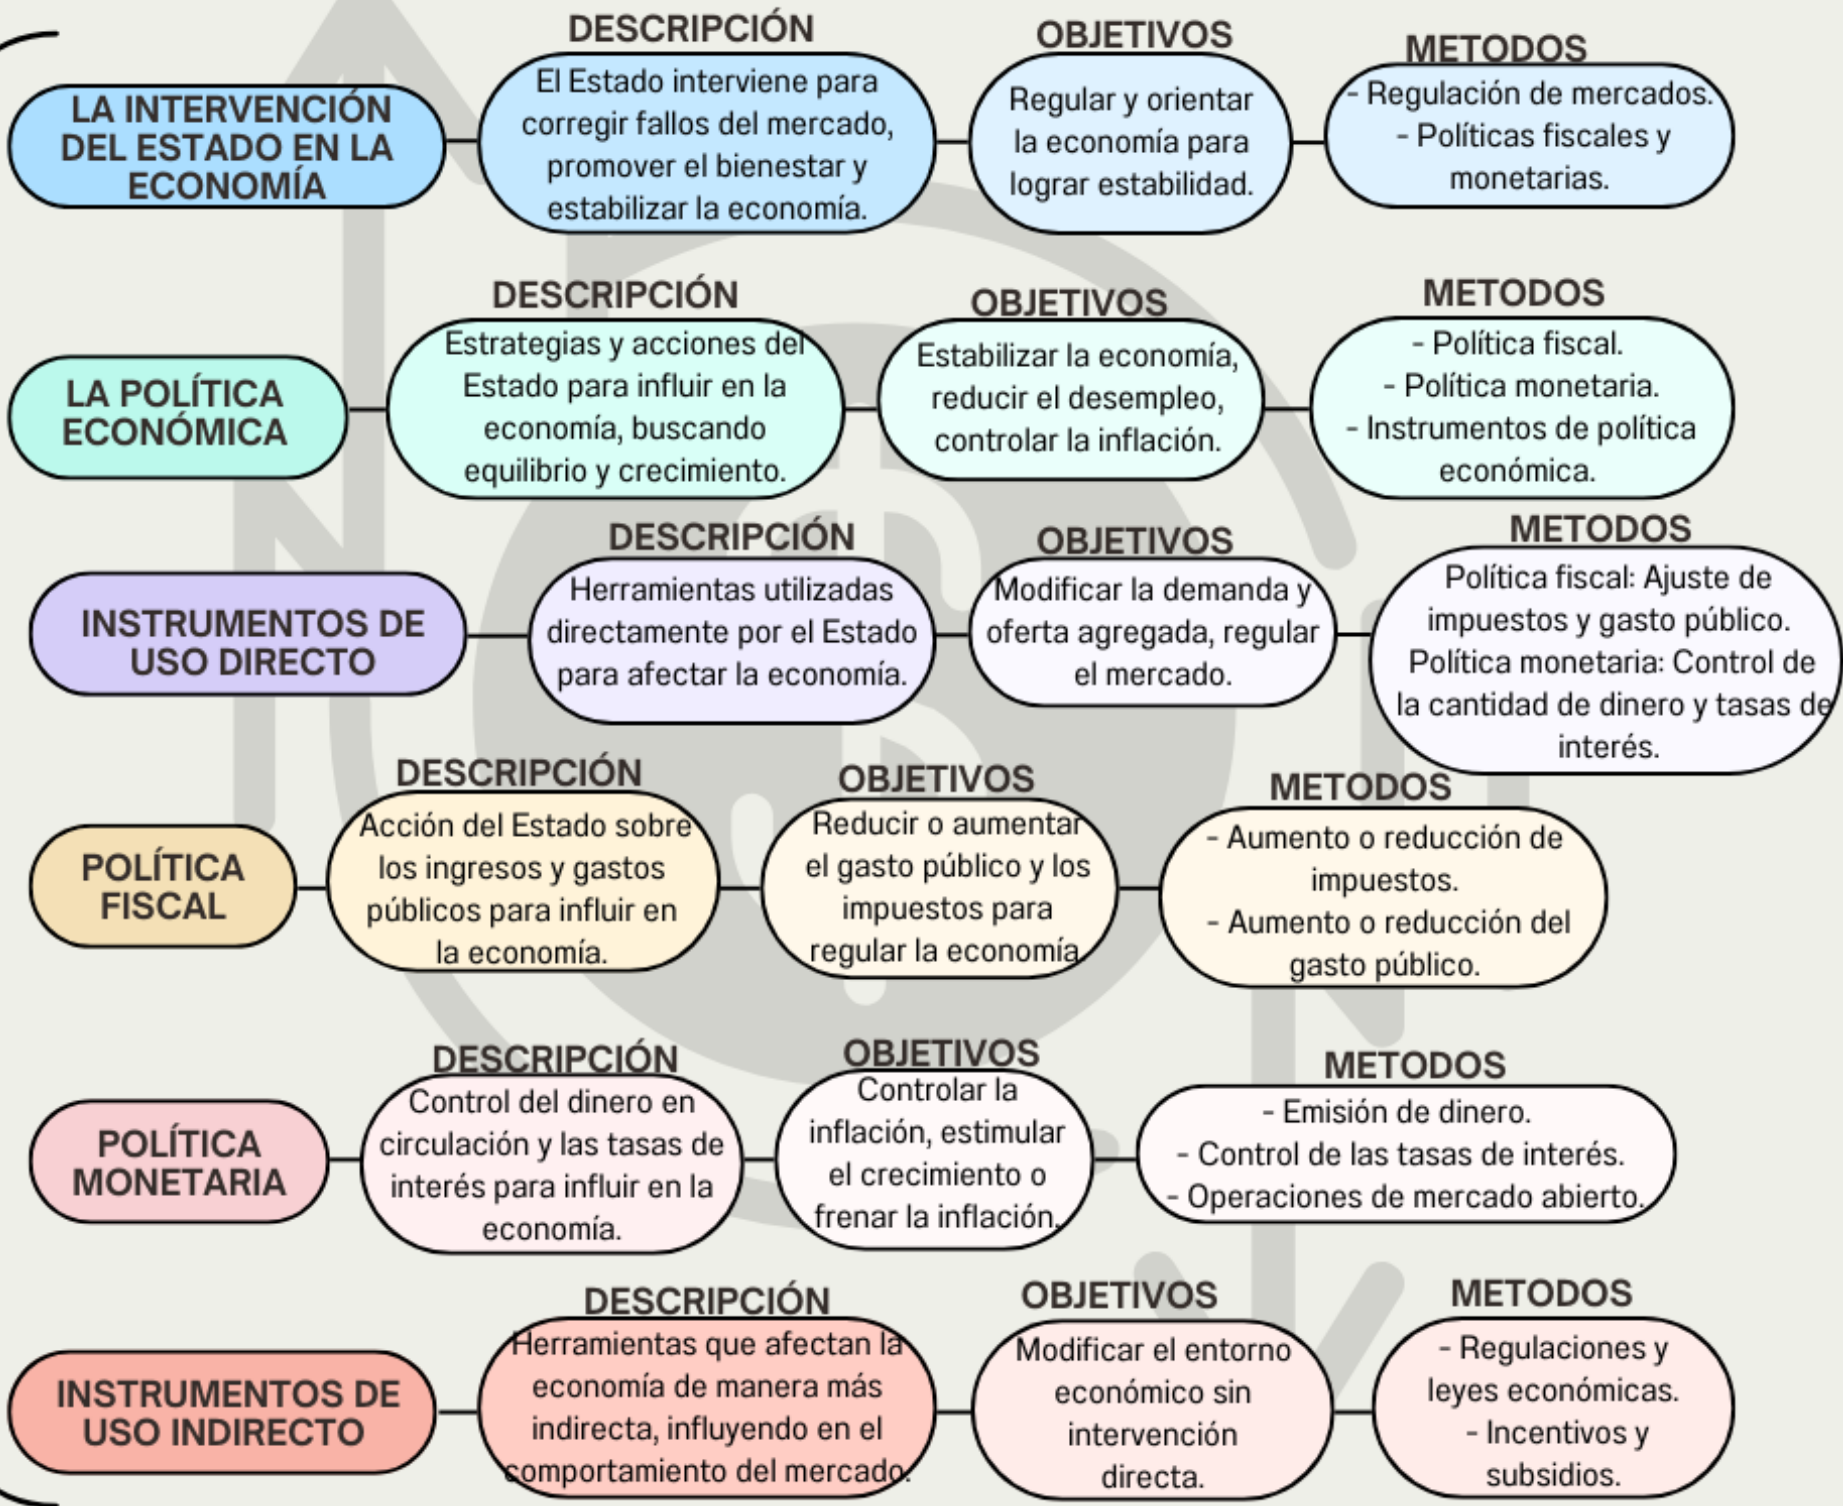 DESCRIPCIÓN
OBJETIVOS
METODOS
LA INTERVENCIÓN
DEL ESTADO EN LA
ECONOMÍA
El Estado interviene para
corregir fallos del mercado,
promover el bienestar y
estabilizar la economía.
Regular y orientar
la economía para
lograr estabilidad.
- Regulación de mercados.
- Políticas fiscales y
monetarias.
DESCRIPCIÓN
OBJETIVOS
METODOS
LA POLÍTICA
ECONÓMICA
Estrategias y acciones del
Estado para influir en la
economía, buscando
equilibrio y crecimiento.
Estabilizar la economía,
reducir el desempleo,
controlar la inflación.
- Política fiscal.
- Política monetaria.
- Instrumentos de política
económica.
DESCRIPCIÓN
OBJETIVOS
METODOS
INSTRUMENTOS DE
USO DIRECTO
Herramientas utilizadas
directamente por el Estado
para afectar la economía.
Modificar la demanda y
oferta agregada, regular
el mercado.
Política fiscal: Ajuste de
impuestos y gasto público.
Política monetaria: Control de
la cantidad de dinero y tasas de
interés.
DESCRIPCIÓN
OBJETIVOS
METODOS
POLÍTICA
FISCAL
Acción del Estado sobre
los ingresos y gastos
públicos para influir en
la economía.
Reducir o aumentar
el gasto público y los
impuestos para
regular la economía
- Aumento o reducción de
impuestos.
- Aumento o reducción del
gasto público.
DESCRIPCIÓN
OBJETIVOS
METODOS
POLÍTICA
MONETARIA
Control del dinero en
circulación y las tasas de
interés para influir en la
economía.
Controlar la
inflación, estimular
el crecimiento o
frenar la inflación.
- Emisión de dinero.
- Control de las tasas de interés.
- Operaciones de mercado abierto.
DESCRIPCIÓN
OBJETIVOS
METODOS
INSTRUMENTOS DE
USO INDIRECTO
Herramientas que afectan la
economía de manera más
indirecta, influyendo en el
comportamiento del mercado.
Modificar el entorno
económico sin
intervención
directa.
- Regulaciones y
leyes económicas.
- Incentivos y
subsidios.